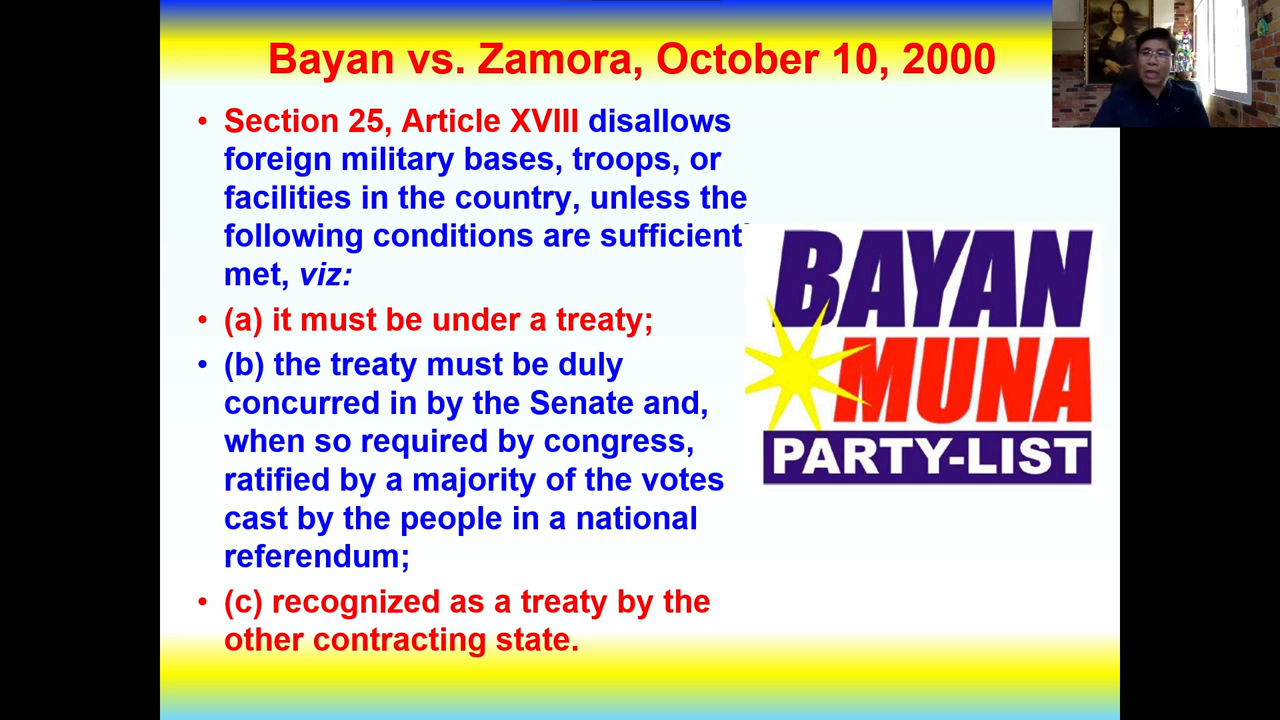 Bayan vs. Zamora, October 10, 2000
• Section 25, Article XVIII disallows
foreign military bases, troops, or
facilities in the country, unless the
following conditions are sufficient
met, viz:
• (a) it must be under a treaty;
• (b) the treaty must be duly
concurred in by the Senate and,
when so required by congress,
ratified by a majority of the votes
cast by the people in a national
referendum;
• (c) recognized as a treaty by the
other contracting state.
BAYAN
MUNA
PARTY-LIST